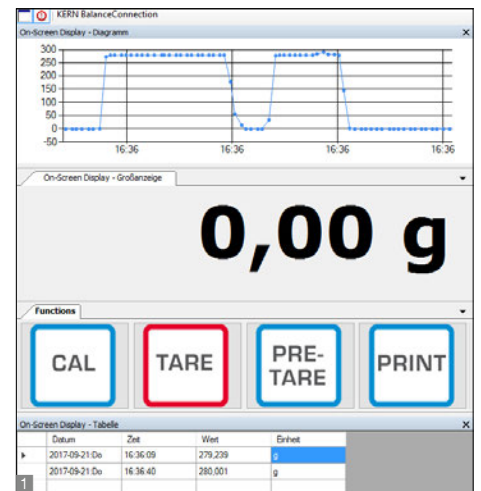 KERN BalanceConnection
On-Screen Display - Diagramm
300
250
200
150
100
50
0
-50
16:36 16:36 16:36 16:36
On-Screen Display - Großanzeige
0,00 g
Functions
CAL TARE PRE-TARE PRINT
On-Screen Display - Tabelle
Datum Zeit Wert Einheit
2017-09-21:Do 16:36:09 279,239 g
2017-09-21:Do 16:36:40 280,001 g
1